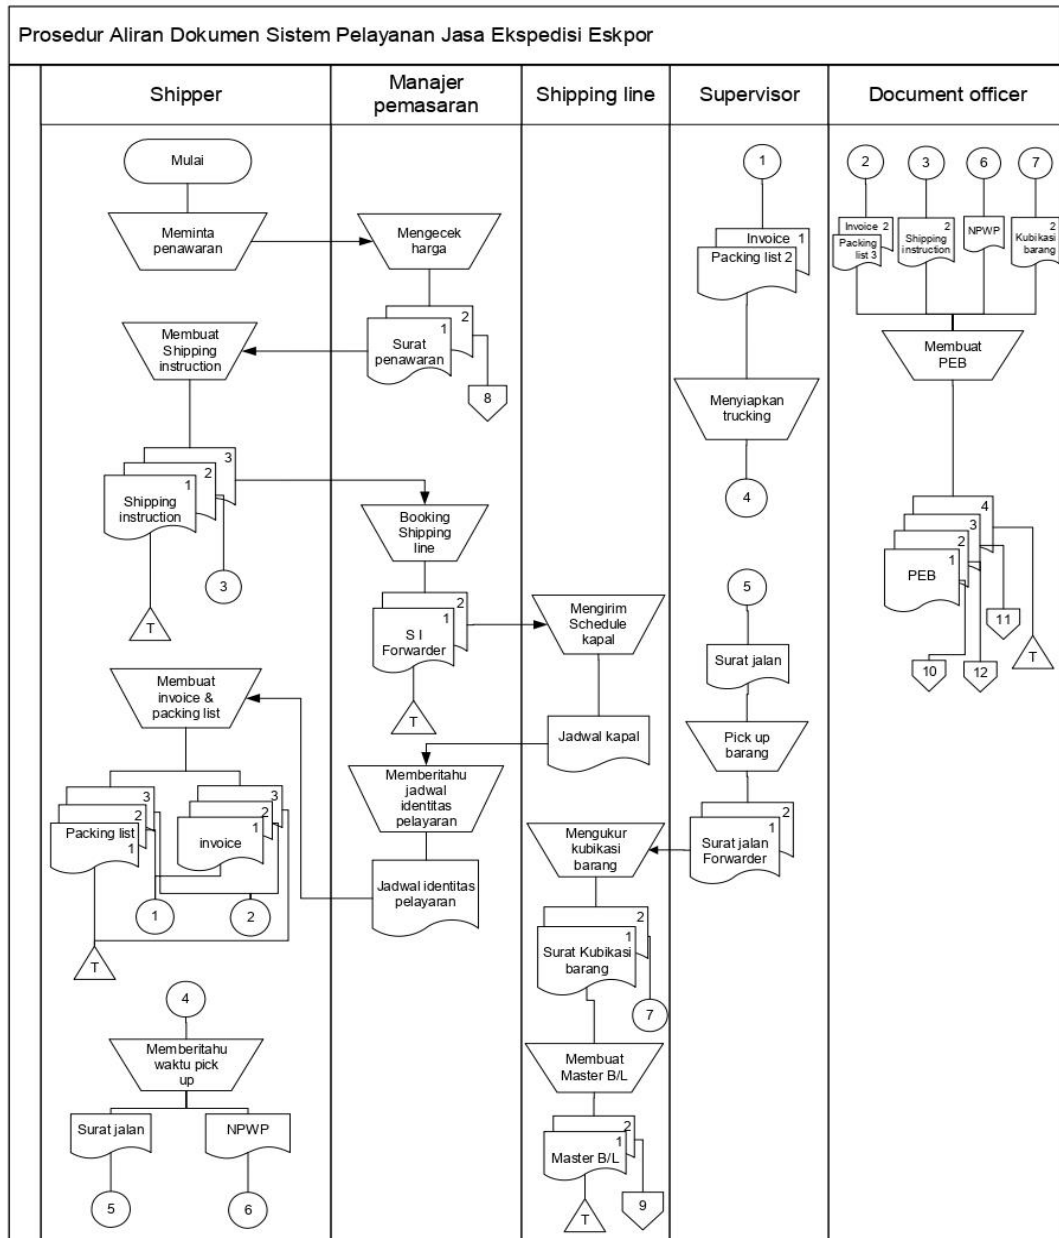 Prosedur Aliran Dokumen Sistem Pelayanan Jasa Ekspedisi Eskpor
Shipper
Manajer
pemasaran
Shipping line
Supervisor
Document officer
Mulai
Meminta
penawaran
Membuat
Shipping
instruction
3
2
1
Shipping
instruction
3
T
Membuat
invoice &
packing list
3
2
Packing list
1
3
2
1
invoice
1
2
T
4
Memberitahu
waktu pick
up
Surat jalan
NPWP
5
6
Mengecek
harga
2
1
Surat
penawaran
8
Booking
Shipping
line
2
1
S I
Forwarder
T
Memberitahu
jadwal
identitas
pelayaran
Jadwal identitas
pelayaran
Mengirim
Schedule
kapal
Jadwal kapal
Mengukur
kubikasi
barang
2
1
Surat Kubikasi
barang
7
Membuat
Master B/L
2
1
Master B/L
T
9
1
Invoice 1
Packing list 2
Menyiapkan
trucking
4
5
Surat jalan
Pick up
barang
2
1
Surat jalan
Forwarder
2
3
6
7
Invoice 2
Packing
list 3
2
Shipping
instruction
NPWP
2
Kubikasi
barang
Membuat
PEB
4
3
2
1
PEB
11
10
12
T